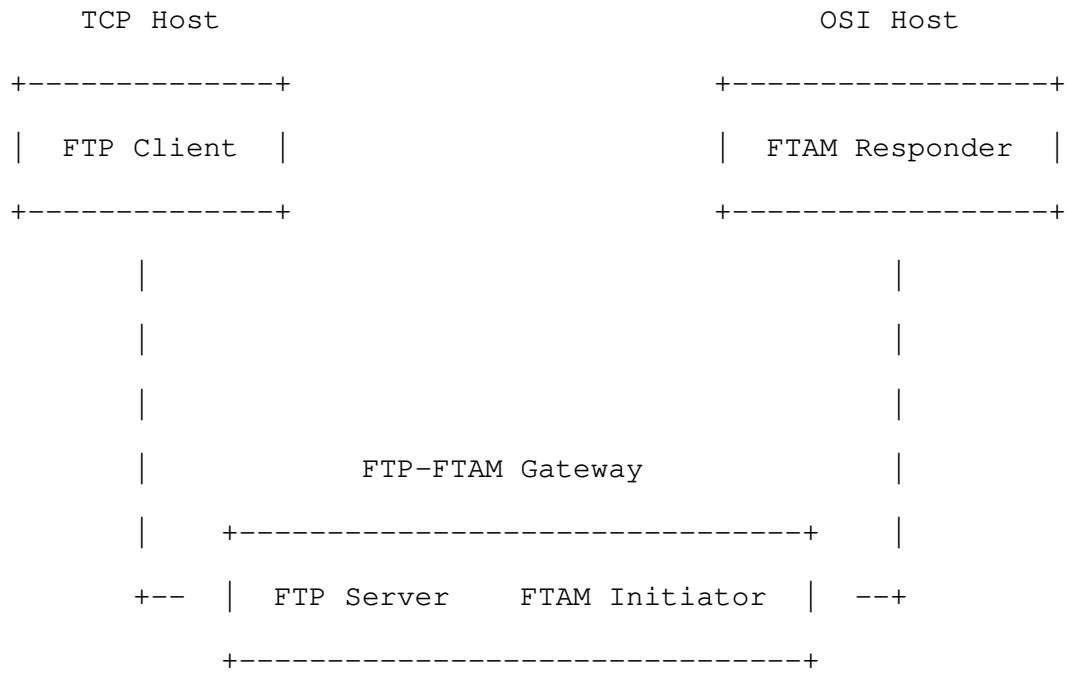 TCP Host OSI Host
+--------------+ +------------------+
| FTP Client | | FTAM Responder |
+--------------+ +------------------+
| |
| |
| |
| FTP-FTAM Gateway |
| +--------------------------------+ |
+-- | FTP Server FTAM Initiator | --+
+--------------------------------+